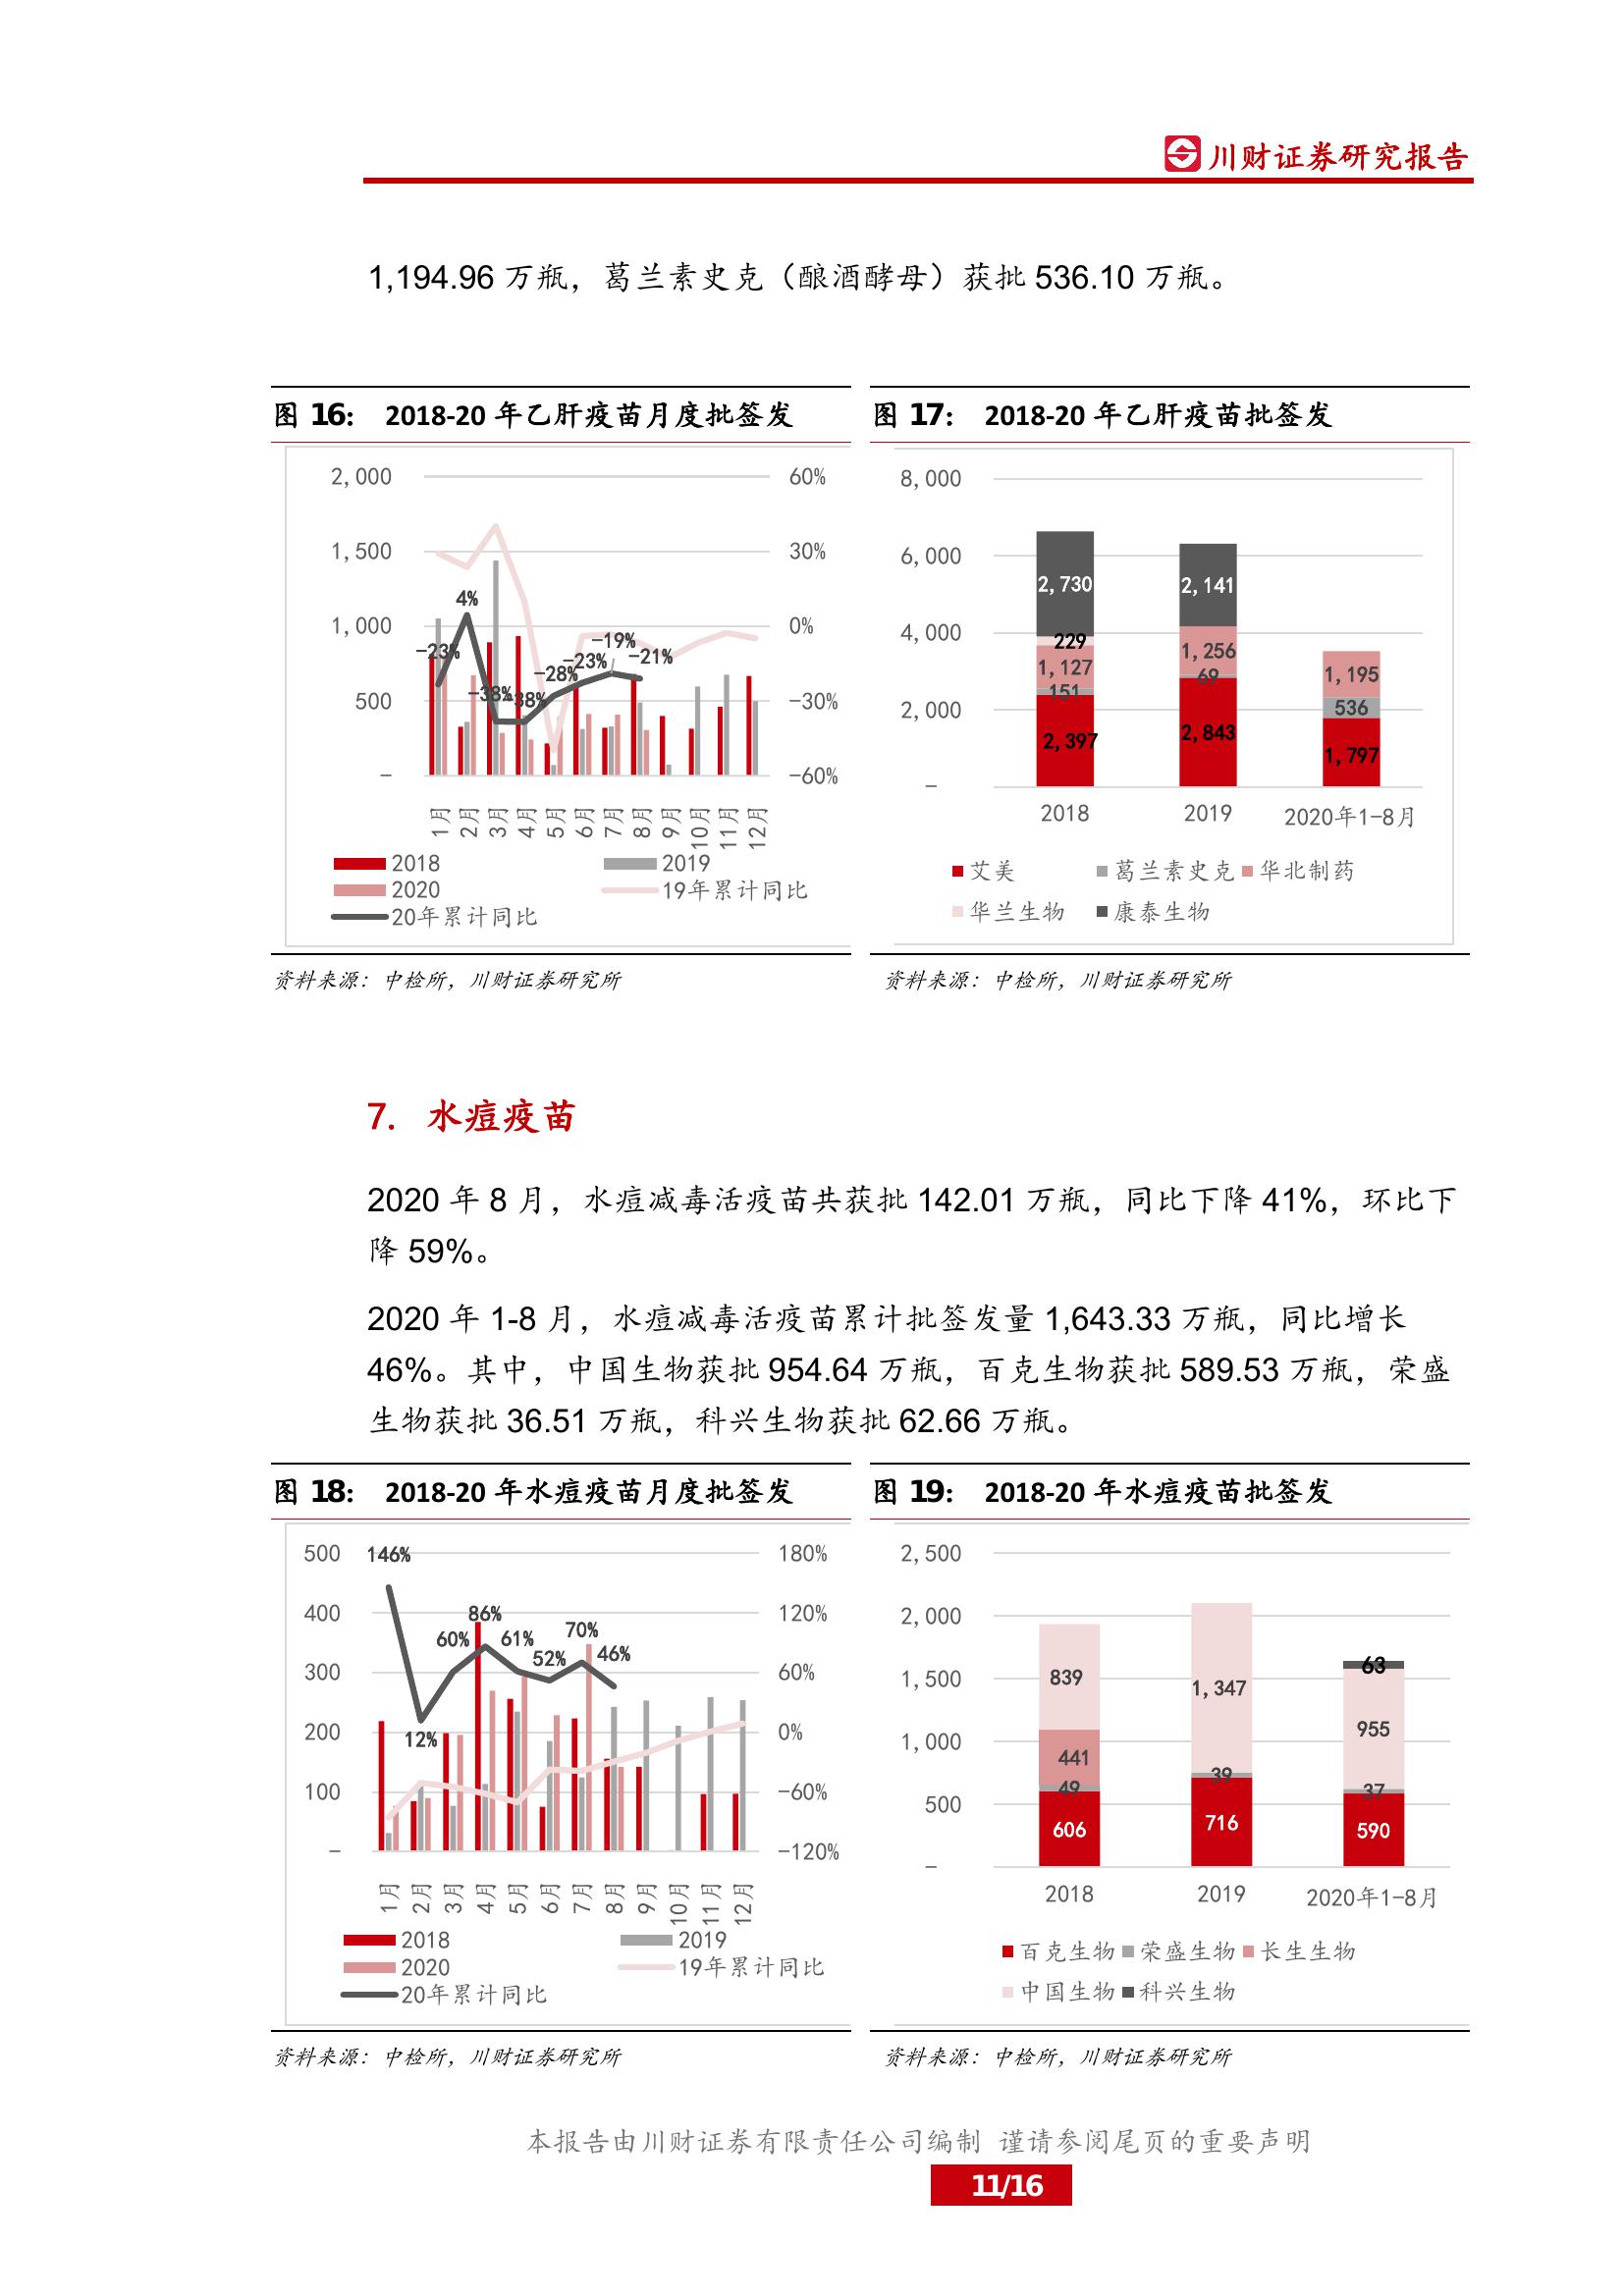 川财证券研究报告
1,194.96 万瓶，葛兰素史克（酿酒酵母）获批 536.10 万瓶。
图 16： 2018-20 年乙肝疫苗月度批签发
2,000
1,500
1,000
500
–
60%
30%
0%
-30%
-60%
-23%
4%
-38%
-38%
-28%
-23%
-19%
-21%
1月 2月 3月 4月 5月 6月 7月 8月 9月 10月 11月 12月
2018 2019
2020 19年累计同比
20年累计同比
资料来源：中检所，川财证券研究所
图 17： 2018-20 年乙肝疫苗批签发
8,000
6,000
4,000
2,000
–
2,730
229
1,127
151
2,397
2,141
1,256
69
2,843
1,195
536
1,797
2018 2019 2020年1-8月
艾美 葛兰素史克 华北制药
华兰生物 康泰生物
资料来源：中检所，川财证券研究所
7. 水痘疫苗
2020 年 8 月，水痘减毒活疫苗共获批 142.01 万瓶，同比下降 41%，环比下
降 59%。
2020 年 1-8 月，水痘减毒活疫苗累计批签发量 1,643.33 万瓶，同比增长
46%。其中，中国生物获批 954.64 万瓶，百克生物获批 589.53 万瓶，荣盛
生物获批 36.51 万瓶，科兴生物获批 62.66 万瓶。
图 18： 2018-20 年水痘疫苗月度批签发
500
400
300
200
100
–
180%
120%
60%
0%
-60%
-120%
146%
12%
60%
86%
61%
52%
70%
46%
1月 2月 3月 4月 5月 6月 7月 8月 9月 10月 11月 12月
2018 2019
2020 19年累计同比
20年累计同比
资料来源：中检所，川财证券研究所
图 19： 2018-20 年水痘疫苗批签发
2,500
2,000
1,500
1,000
500
–
839
441
49
606
1,347
39
716
63
955
37
590
2018 2019 2020年1-8月
百克生物 荣盛生物 长生生物
中国生物 科兴生物
资料来源：中检所，川财证券研究所
本报告由川财证券有限责任公司编制 谨请参阅尾页的重要声明
11/16